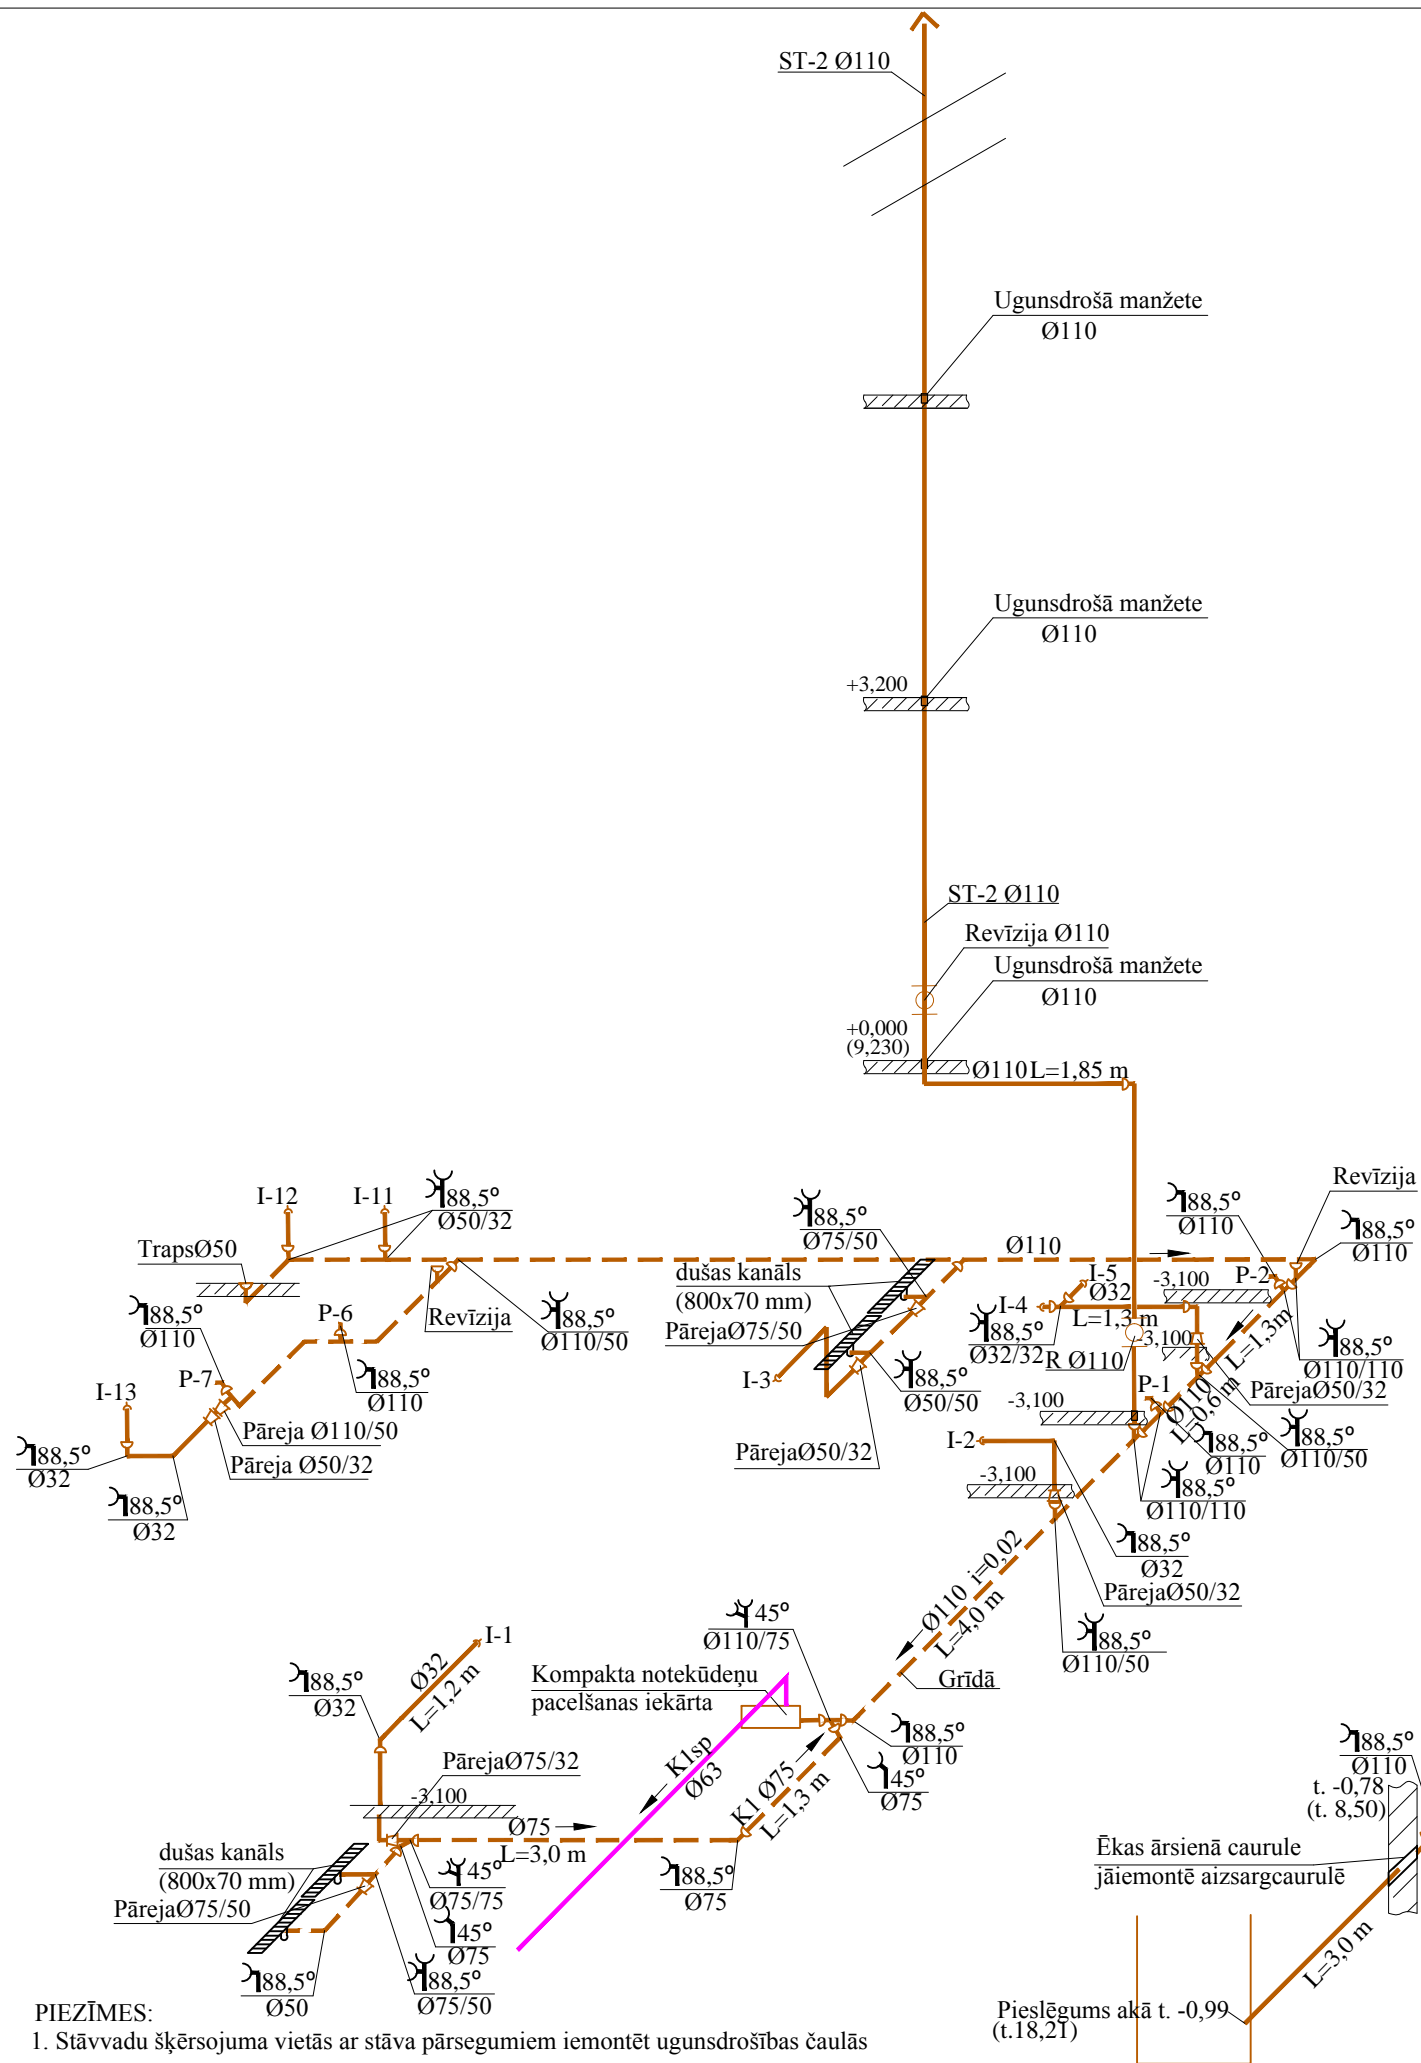 ST-2 Ø110
Ugunsdrošā manžete
Ø110
Ugunsdrošā manžete
Ø110
+3,200
ST-2 Ø110
Revīzija Ø110
Ugunsdrošā manžete
Ø110
+0,000
(9,230)
Ø110 L=1,85 m
I-12
I-11
88,5°
Ø50/32
TrapsØ50
88,5°
Ø110
P-6
Revīzija
88,5°
Ø110/50
88,5°
Ø110
P-7
I-13
Pāreja Ø110/50
Pāreja Ø50/32
88,5°
Ø32
88,5°
Ø32
88,5°
Ø75/50
dušas kanāls
(800x70 mm)
PārejaØ75/50
I-3
88,5°
Ø50/50
PārejaØ50/32
Ø110
88,5°
Ø110
Revīzija
88,5°
Ø110
I-5
Ø32
I-4
L=1,3 m
-3,100
P-2
88,5°
Ø32/32
R Ø110
-3,100
L=1,3m
88,5°
Ø110/110
PārejaØ50/32
P-1
Ø110
L=0,6 m
-3,100
I-2
88,5°
Ø110
88,5°
Ø110/50
-3,100
88,5°
Ø110/110
88,5°
Ø32
PārejaØ50/32
88,5°
Ø110/50
Ø110 i=0,02
L=4,0 m
Grīdā
45°
Ø110/75
Kompakta notekūdeņu
pacelšanas iekārta
I-1
Ø32
L=1,2 m
88,5°
Ø32
PārejaØ75/32
-3,100
K1sp
Ø63
K1 Ø75
L=1,3 m
88,5°
Ø110
45°
Ø75
Ø75
L=3,0 m
88,5°
Ø75
dušas kanāls
(800x70 mm)
PārejaØ75/50
45°
Ø75/75
45°
Ø75
88,5°
Ø75/50
88,5°
Ø50
88,5°
Ø110
t. -0,78
(t. 8,50)
Ēkas ārsienā caurule
jāiemontē aizsargcaurulē
L=3,0 m
Pieslēgums akā t. -0,99
(t.18,21)
PIEZĪMES:
1. Stāvvadu šķērsojuma vietās ar stāva pārsegumiem iemontēt ugunsdrošības čaulās